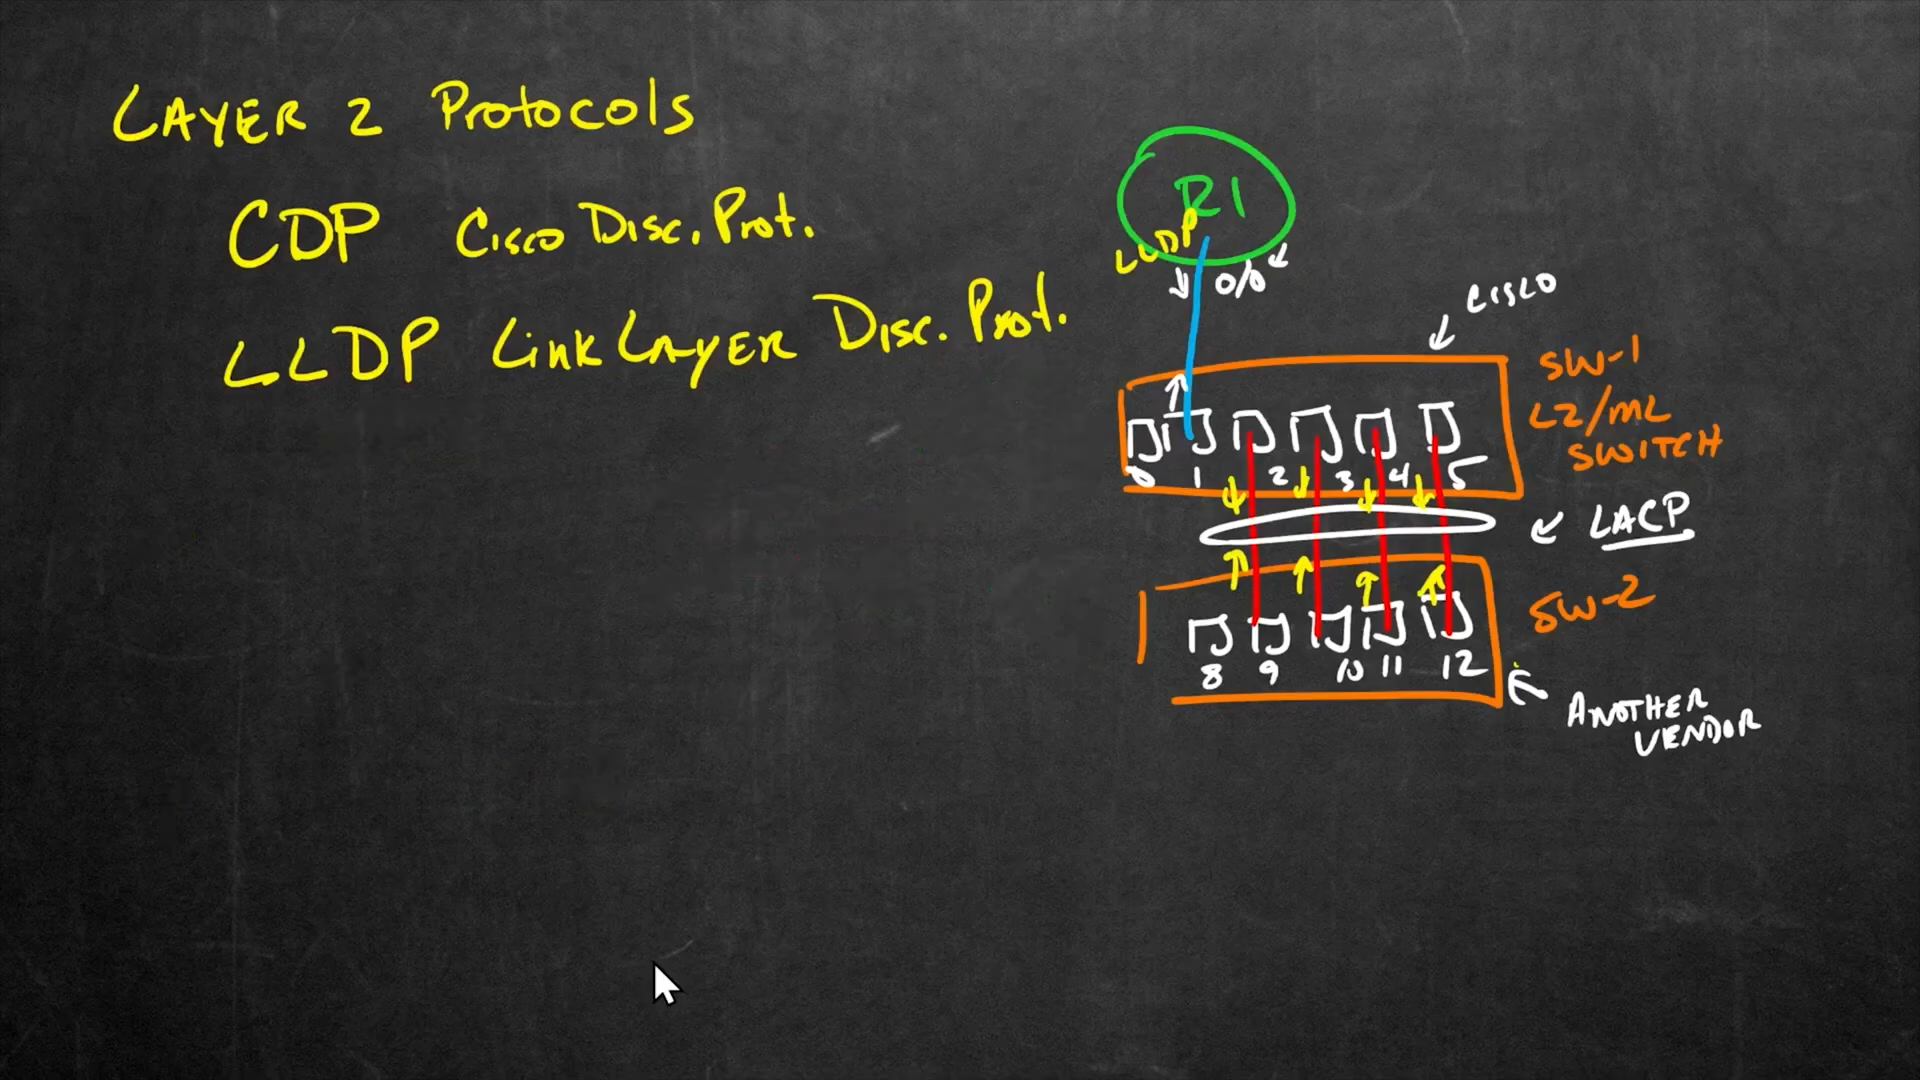 LAYER 2 Protocols
CDP Cisco Disc. Prot.
LLDP Link Layer Disc. Prot.
R1
LLDP
0/0
CISCO
SW-1
L2/ML
SWITCH
0 1 2 3 4 5
LACP
SW-2
8 9 10 11 12
ANOTHER
VENDOR